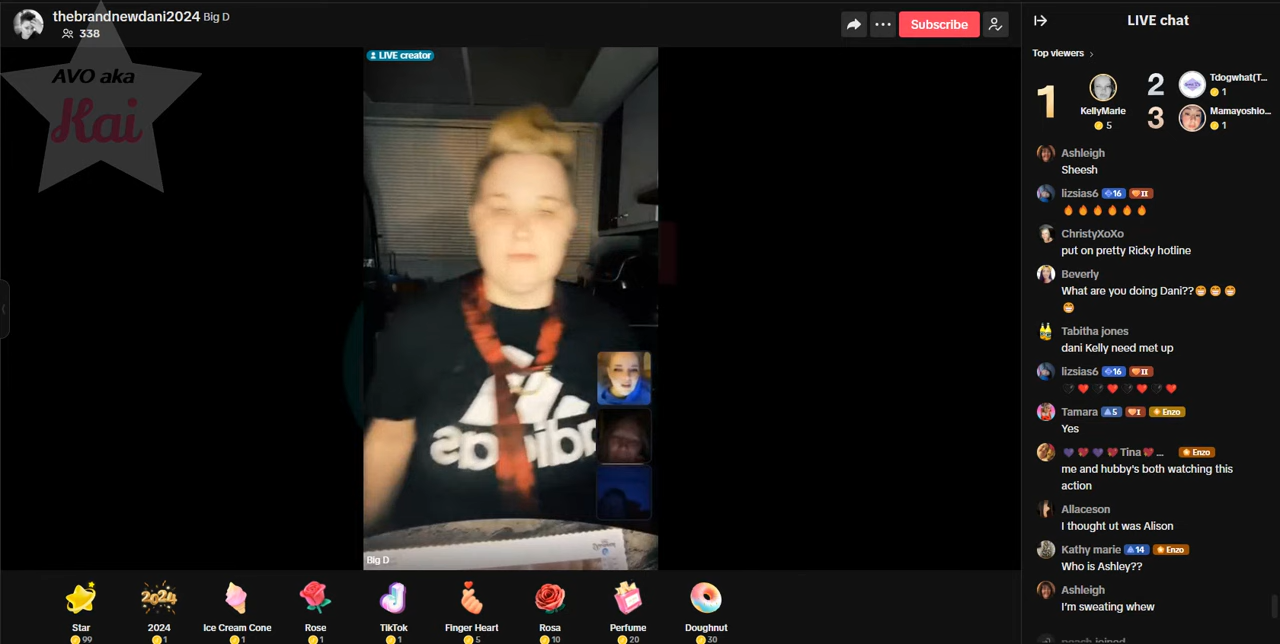 thebrandnewdani2024 Big D
338
Subscribe
LIVE chat
AVO aka
Kai
LIVE creator
adidas
Big D
Top viewers
1
KellyMarie
5
2
Tdogwhat(T...
1
3
Mamayoshio...
1
Ashleigh
Sheesh
lizsias6 16 II
🔥🔥🔥🔥🔥🔥
ChristyXoXo
put on pretty Ricky hotline
Beverly
What are you doing Dani??😁😁😁
😁
Tabitha jones
dani Kelly need met up
lizsias6 16 II
🖤❤️🖤❤️🖤❤️🖤❤️
Tamara 5 I Enzo
Yes
💜💖💜💖Tina💖... Enzo
me and hubby's both watching this
action
Allaceson
I thought ut was Alison
Kathy marie 14 Enzo
Who is Ashley??
Ashleigh
I'm sweating whew
joined
2024
Star
99
2024
1
Ice Cream Cone
1
Rose
1
TikTok
1
Finger Heart
5
Rosa
10
Perfume
20
Doughnut
30